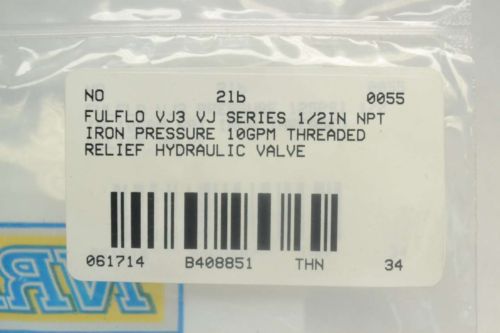 NO 2lb 0055
FULFLO VJ3 VJ SERIES 1/2IN NPT
IRON PRESSURE 10GPM THREADED
RELIEF HYDRAULIC VALVE
061714 B408851 THN 34